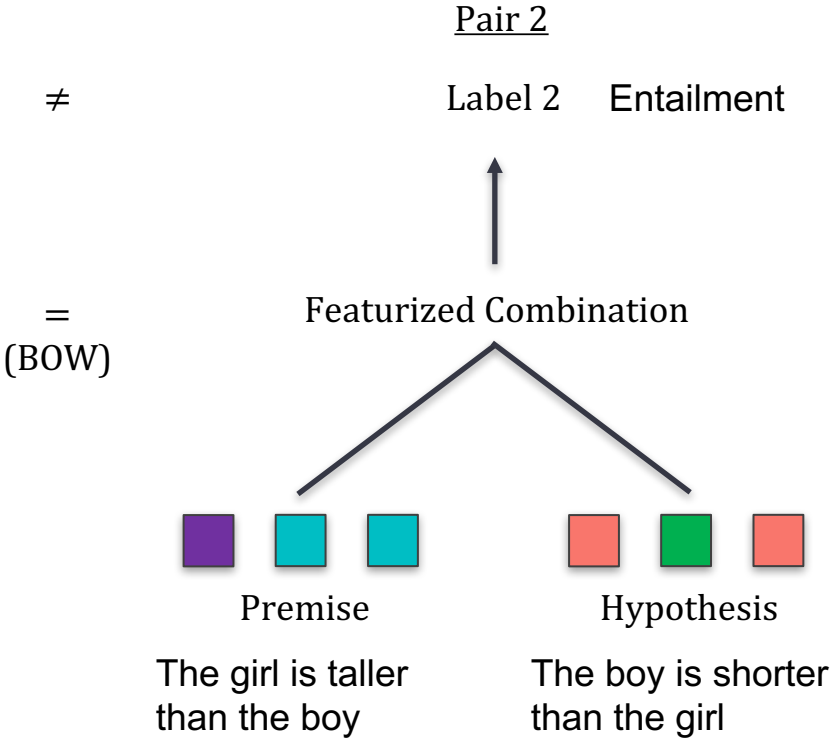 Pair 2
≠
Label 2 Entailment
=
(BOW)
Featurized Combination
Premise
Hypothesis
The girl is taller
than the boy
The boy is shorter
than the girl